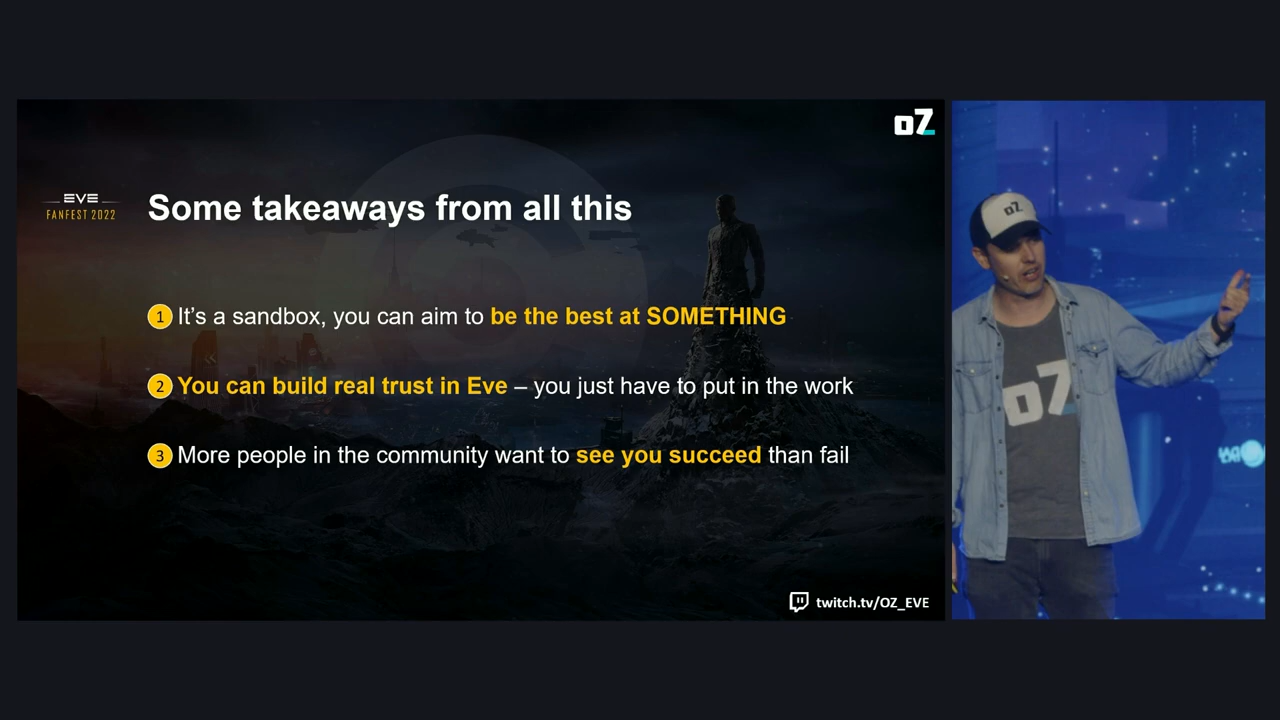 oZ
EVE
FANFEST 2022
Some takeaways from all this
1 It's a sandbox, you can aim to be the best at SOMETHING
2 You can build real trust in Eve – you just have to put in the work
3 More people in the community want to see you succeed than fail
twitch.tv/OZ_EVE
oZ
oZ